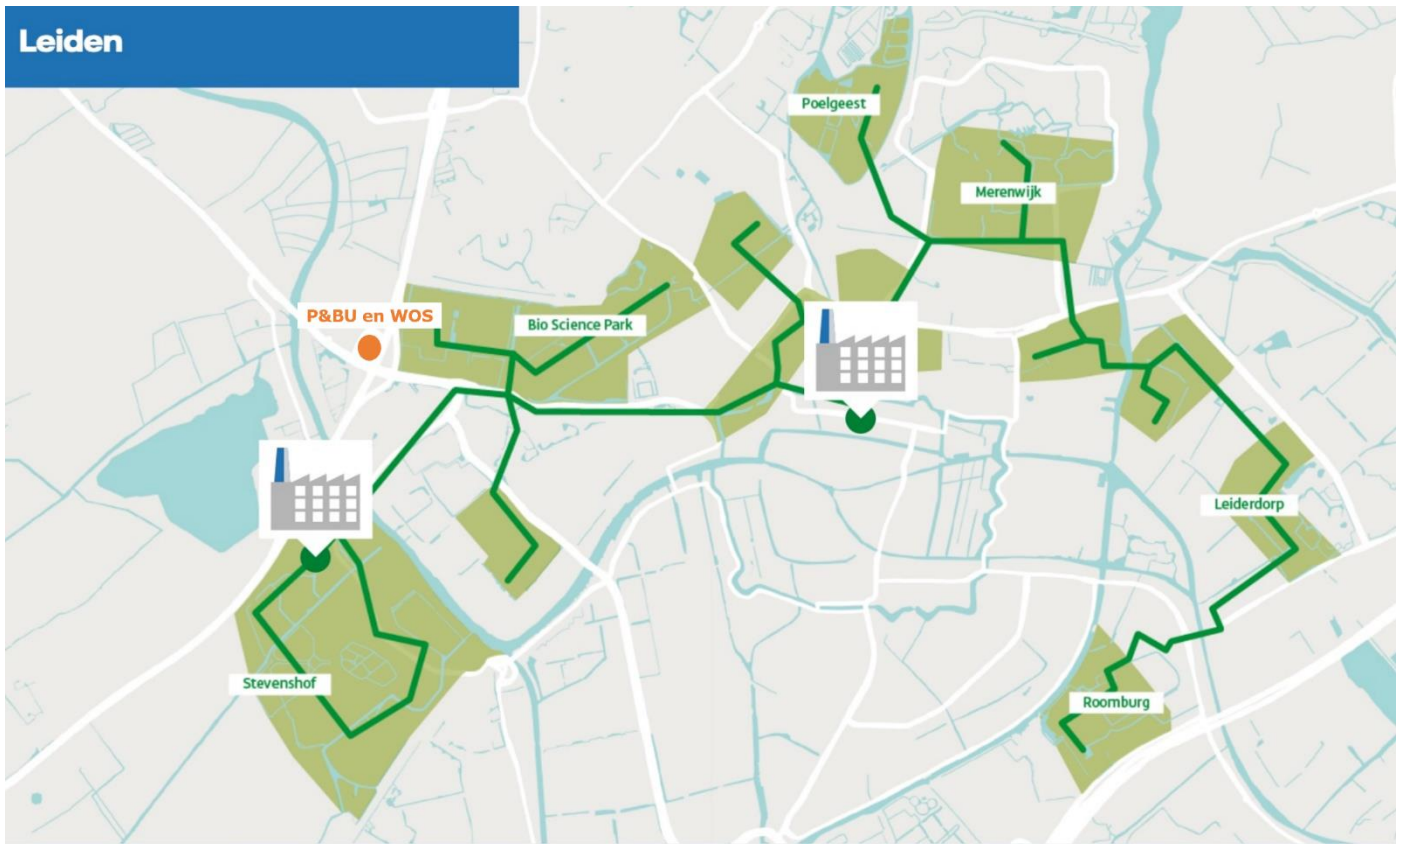 Leiden
Poelgeest
Merenwijk
P&BU en WOS
Bio Science Park
Leiderdorp
Stevenshof
Roomburg